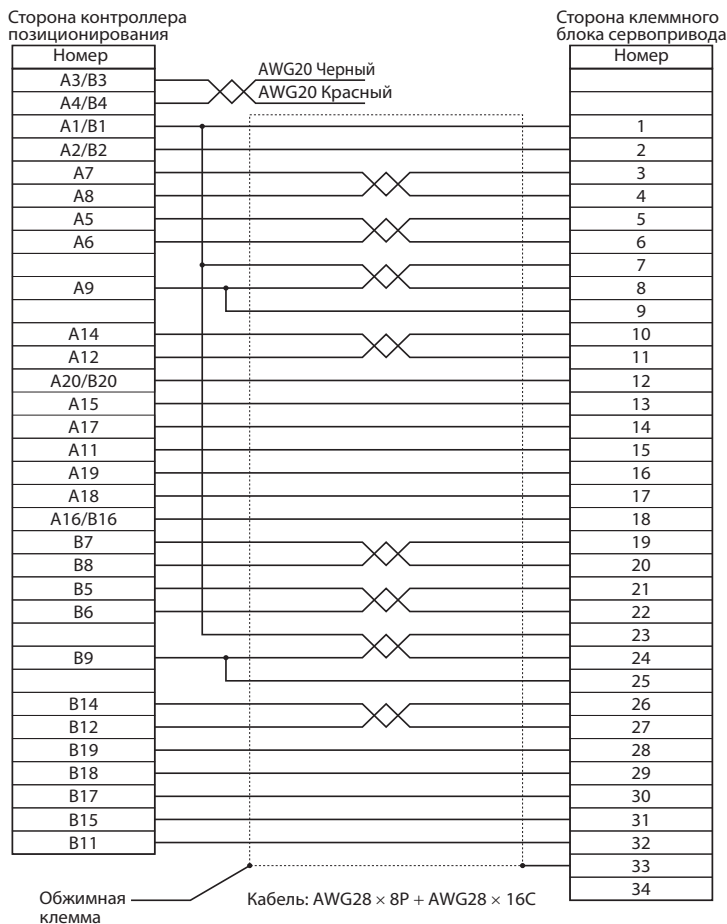 Сторона контроллера
позиционирования
Сторона клеммного
блока сервопривода
Номер
Номер
A3/B3
AWG20 Черный
A4/B4
AWG20 Красный
A1/B1 1
A2/B2 2
A7 3
A8 4
A5 5
A6 6
7
A9 8
9
A14 10
A12 11
A20/B20 12
A15 13
A17 14
A11 15
A19 16
A18 17
A16/B16 18
B7 19
B8 20
B5 21
B6 22
23
B9 24
25
B14 26
B12 27
B19 28
B18 29
B17 30
B15 31
B11 32
33
34
Обжимная
клемма
Кабель: AWG28 × 8P + AWG28 × 16C